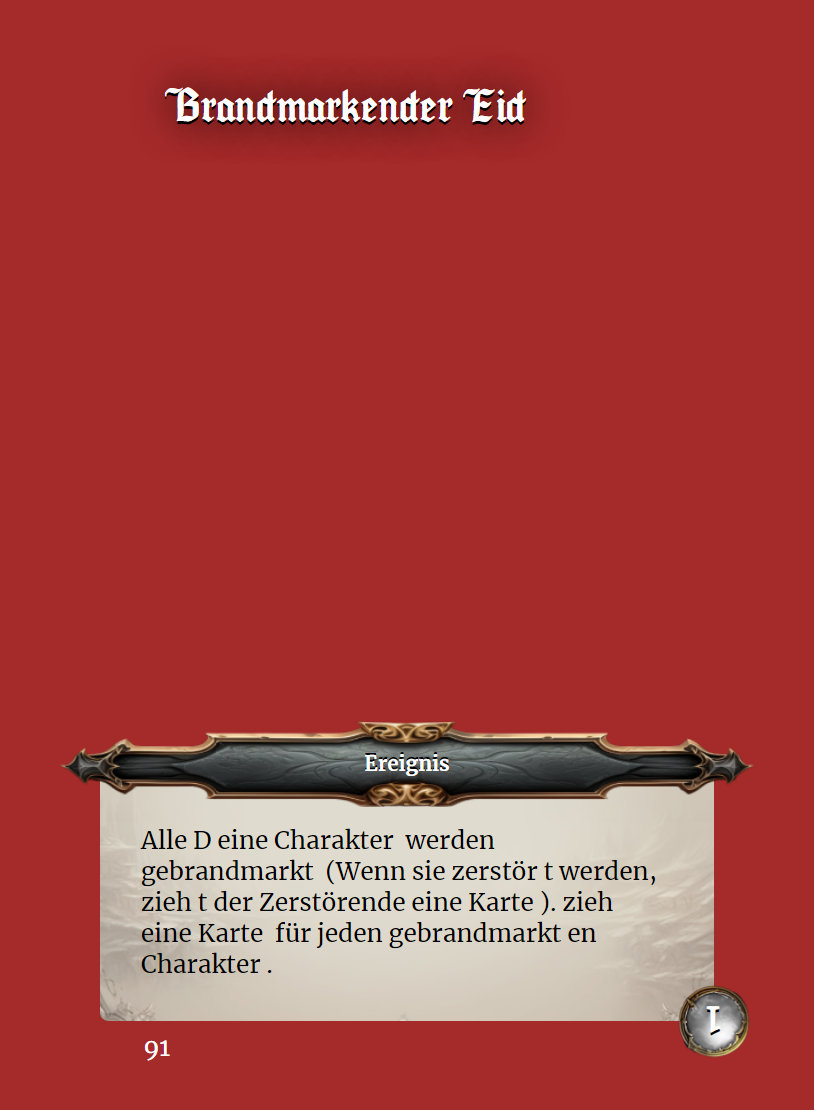 Brandmarkender Eid
Ereignis
Alle D eine Charakter  werden
gebrandmarkt  (Wenn sie zerstör t werden,
zieh t der Zerstörende eine Karte ). zieh
eine Karte  für jeden gebrandmarkt en
Charakter .
1
91